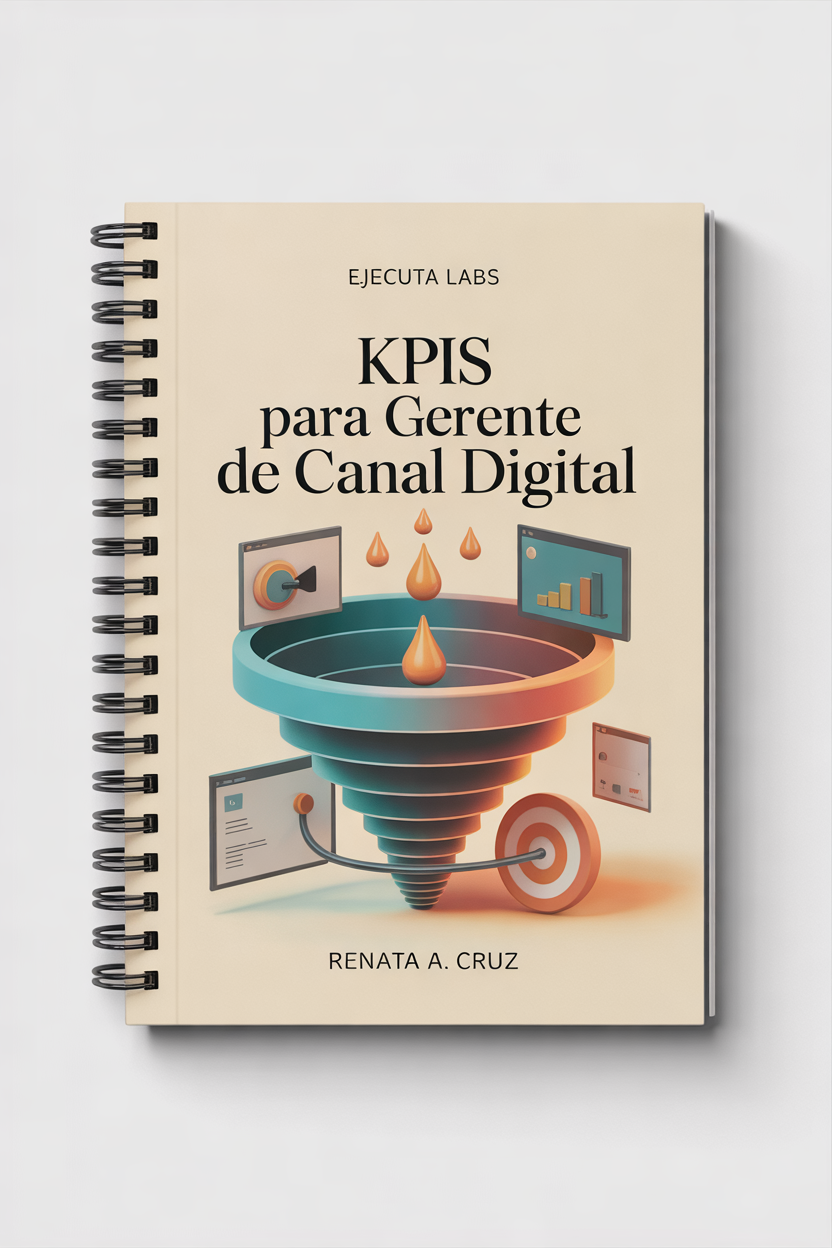 EJECUTA LABS
KPIS
para Gerente
de Canal Digital
RENATA A. CRUZ